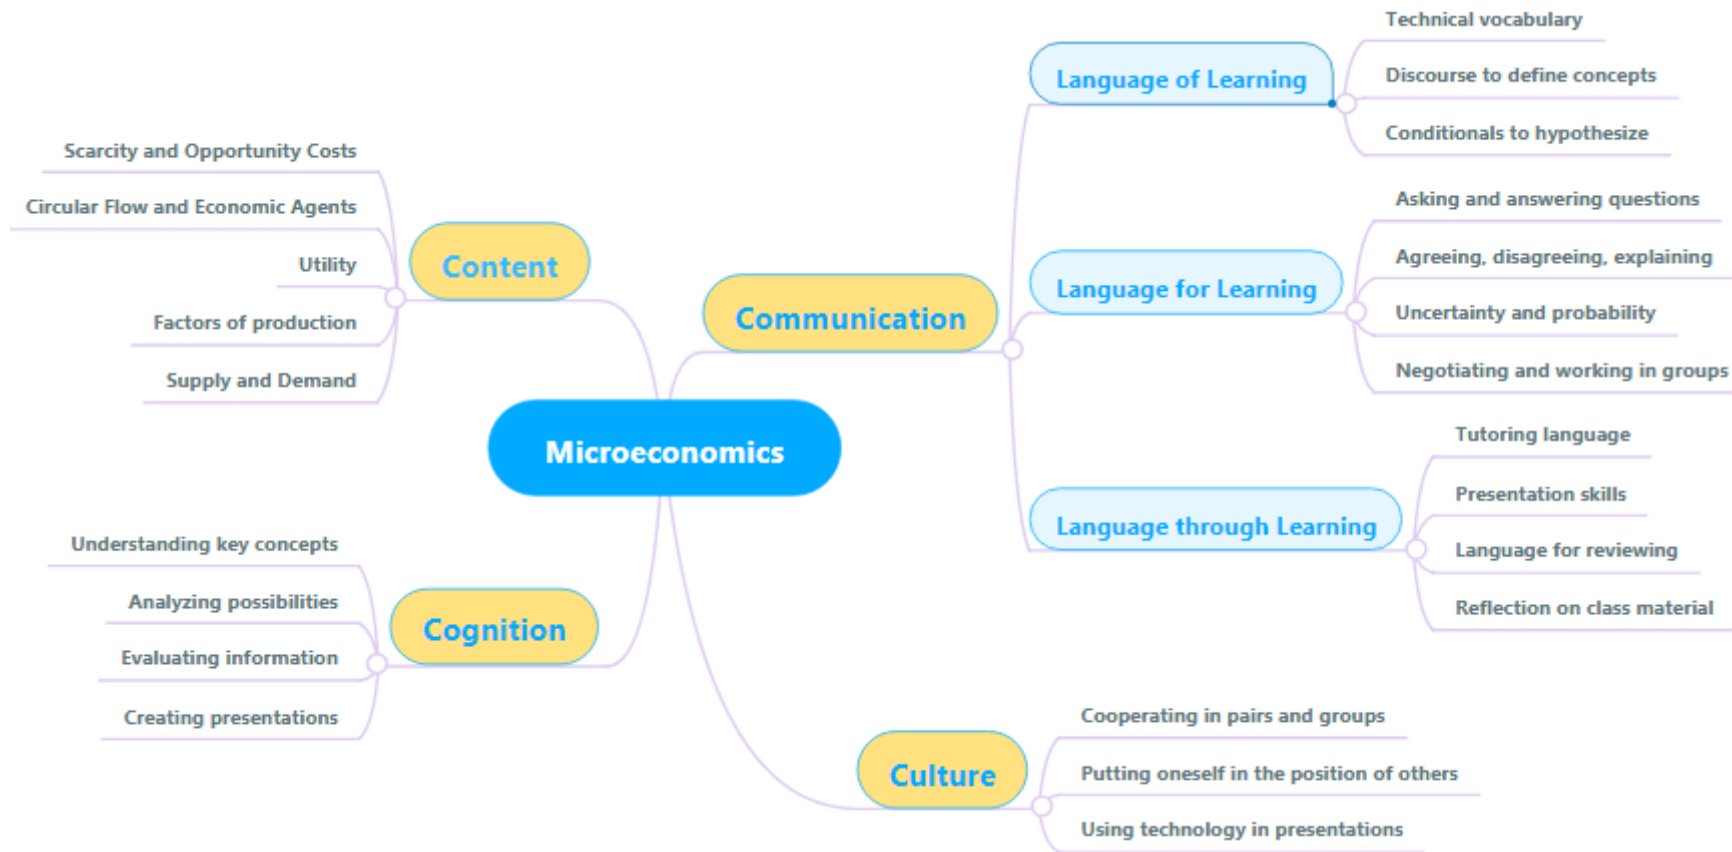 Microeconomics
Content
Scarcity and Opportunity Costs
Circular Flow and Economic Agents
Utility
Factors of production
Supply and Demand
Cognition
Understanding key concepts
Analyzing possibilities
Evaluating information
Creating presentations
Communication
Language of Learning
Technical vocabulary
Discourse to define concepts
Conditionals to hypothesize
Language for Learning
Asking and answering questions
Agreeing, disagreeing, explaining
Uncertainty and probability
Negotiating and working in groups
Language through Learning
Tutoring language
Presentation skills
Language for reviewing
Reflection on class material
Culture
Cooperating in pairs and groups
Putting oneself in the position of others
Using technology in presentations